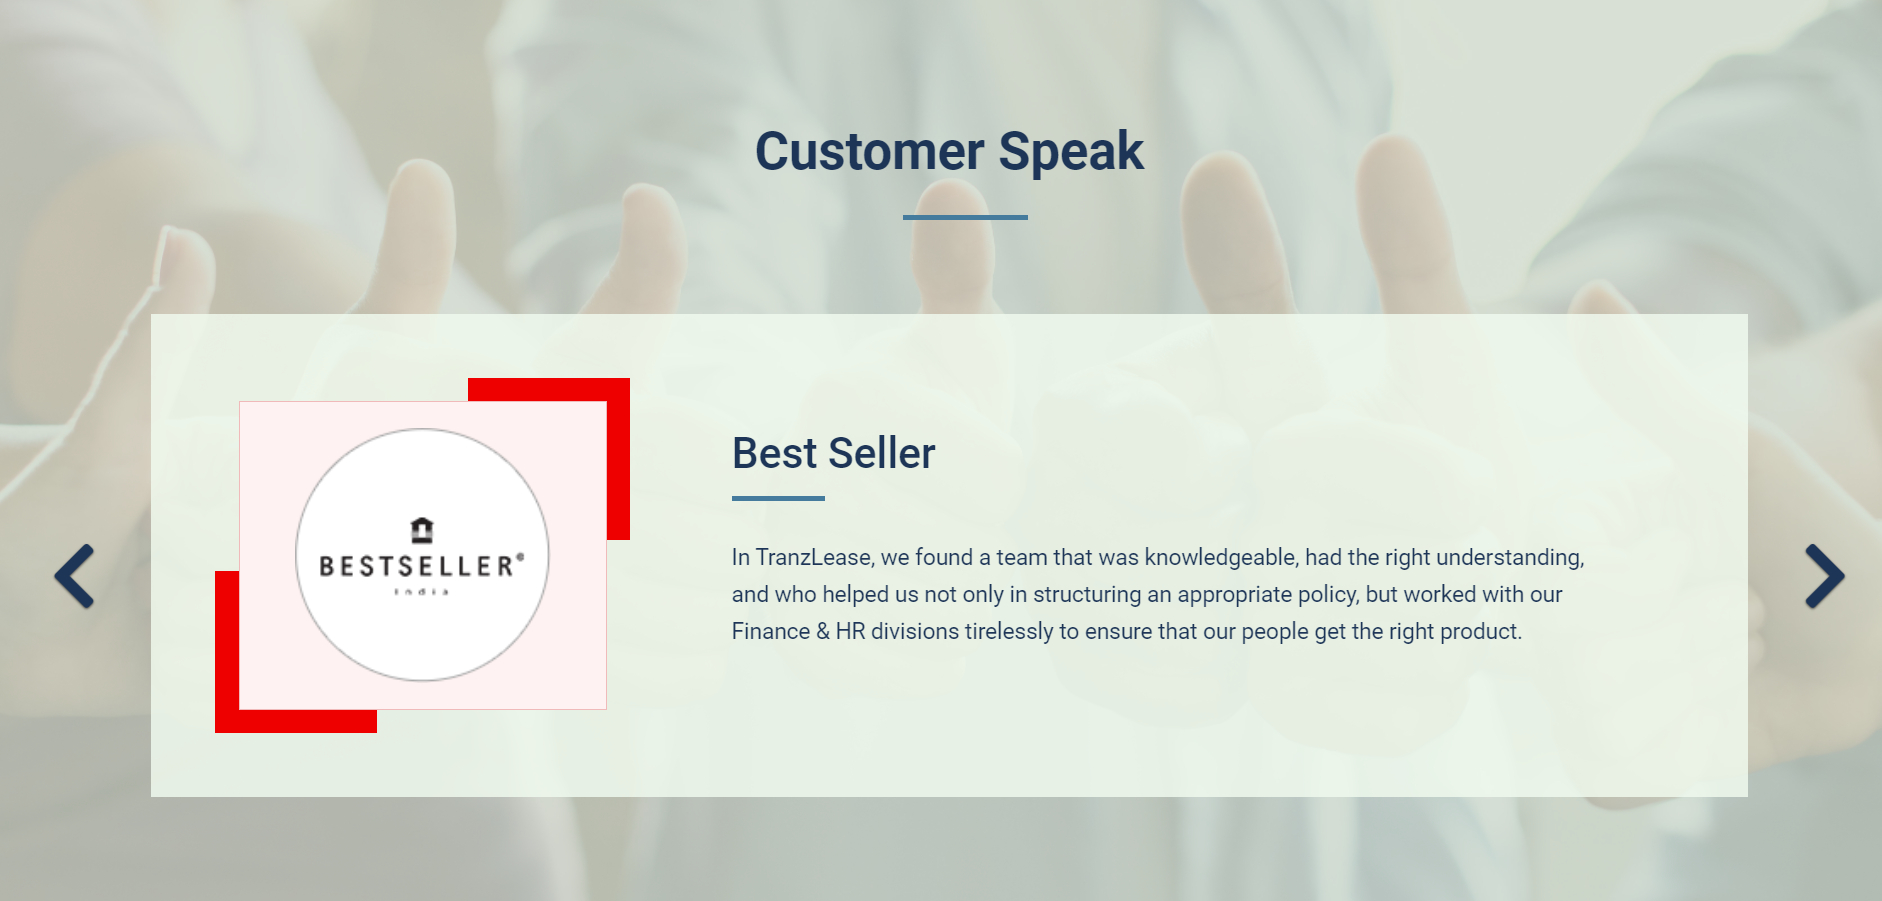 Customer Speak
BESTSELLER®
India
Best Seller
In TranzLease, we found a team that was knowledgeable, had the right understanding,
and who helped us not only in structuring an appropriate policy, but worked with our
Finance & HR divisions tirelessly to ensure that our people get the right product.